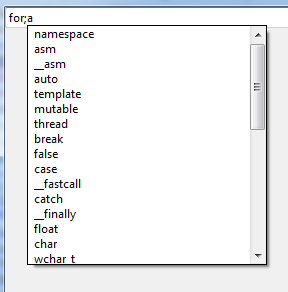 for;a
namespace
asm
__asm
auto
template
mutable
thread
break
false
case
__fastcall
catch
__finally
float
char
wchar_t